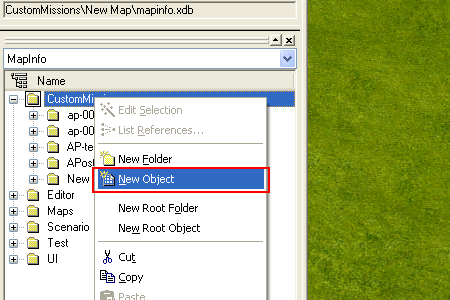 CustomMissions\New Map\mapinfo.xdb
MapInfo
Name
CustomMissi
ap-00
ap-00
AP-te
APost
New
Editor
Maps
Scenario
Test
UI
Edit Selection
List References...
New Folder
New Object
New Root Folder
New Root Object
Cut
Copy
Paste